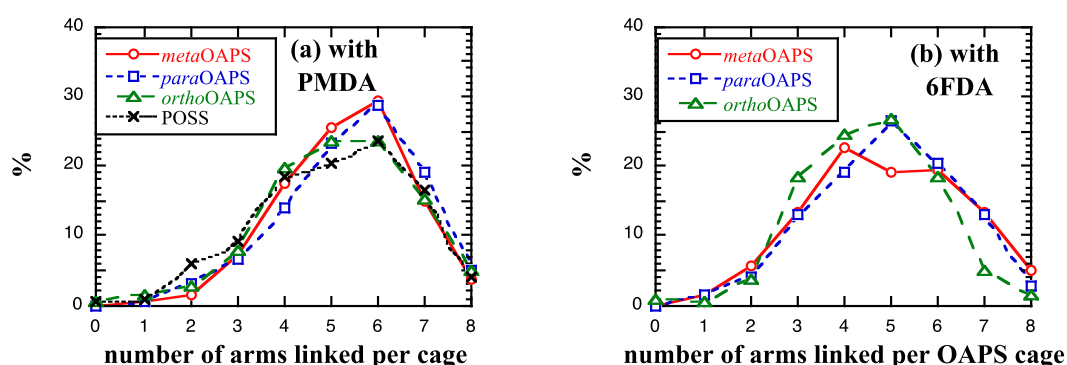 40
30
20
10
0
%
metaOAPS
paraOAPS
orthoOAPS
POSS
(a) with
PMDA
0 1 2 3 4 5 6 7 8
number of arms linked per cage
40
30
20
10
0
%
metaOAPS
paraOAPS
orthoOAPS
(b) with
6FDA
0 1 2 3 4 5 6 7 8
number of arms linked per OAPS cage